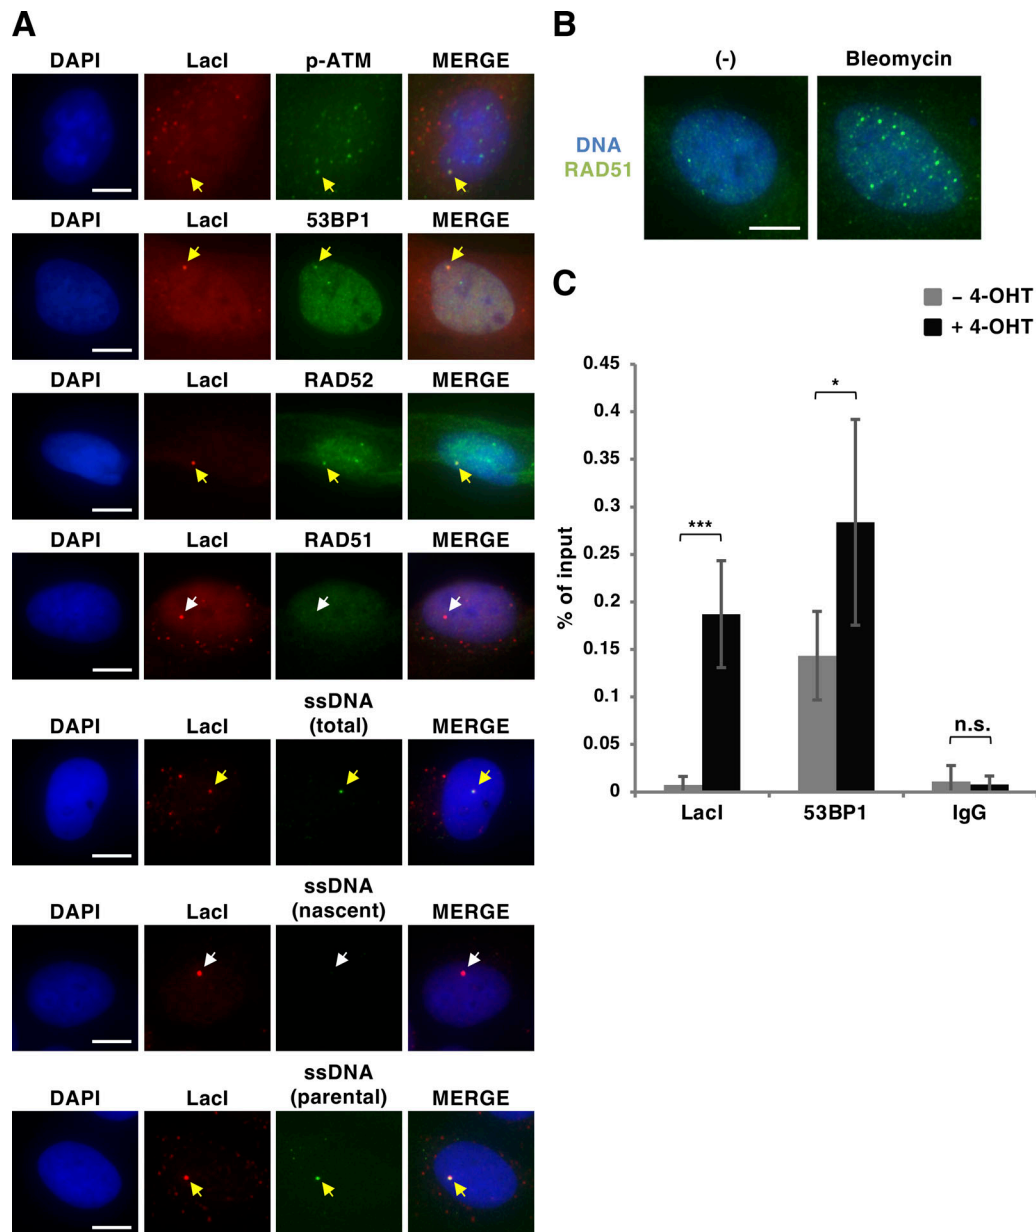 A
DAPI LacI p-ATM MERGE
DAPI LacI 53BP1 MERGE
DAPI LacI RAD52 MERGE
DAPI LacI RAD51 MERGE
ssDNA
DAPI LacI (total) MERGE
ssDNA
DAPI LacI (nascent) MERGE
ssDNA
DAPI LacI (parental) MERGE
B
(-) Bleomycin
DNA
RAD51
C
– 4-OHT
+ 4-OHT
% of input
0.45
0.4
0.35
0.3
0.25
0.2
0.15
0.1
0.05
0
***
*
n.s.
LacI 53BP1 IgG